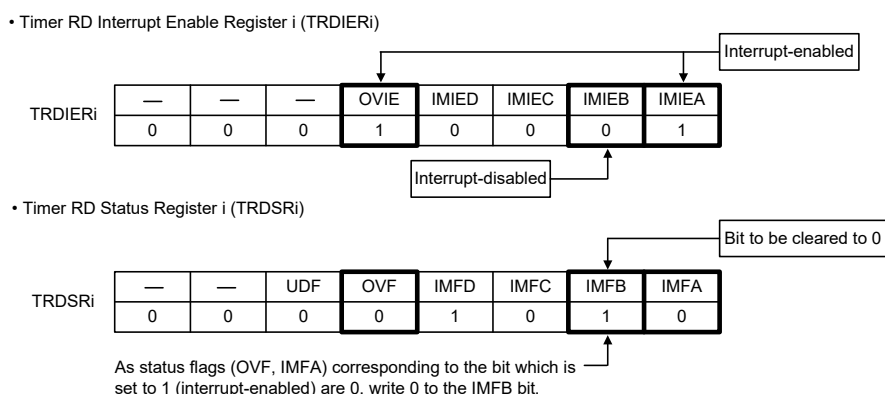 • Timer RD Interrupt Enable Register i (TRDIERi)
Interrupt-enabled
TRDIERi
— — — OVIE IMIED IMIEC IMIEB IMIEA
0 0 0 1 0 0 0 1
Interrupt-disabled
• Timer RD Status Register i (TRDSRi)
Bit to be cleared to 0
TRDSRi
— — UDF OVF IMFD IMFC IMFB IMFA
0 0 0 0 1 0 1 0
As status flags (OVF, IMFA) corresponding to the bit which is
set to 1 (interrupt-enabled) are 0, write 0 to the IMFB bit.